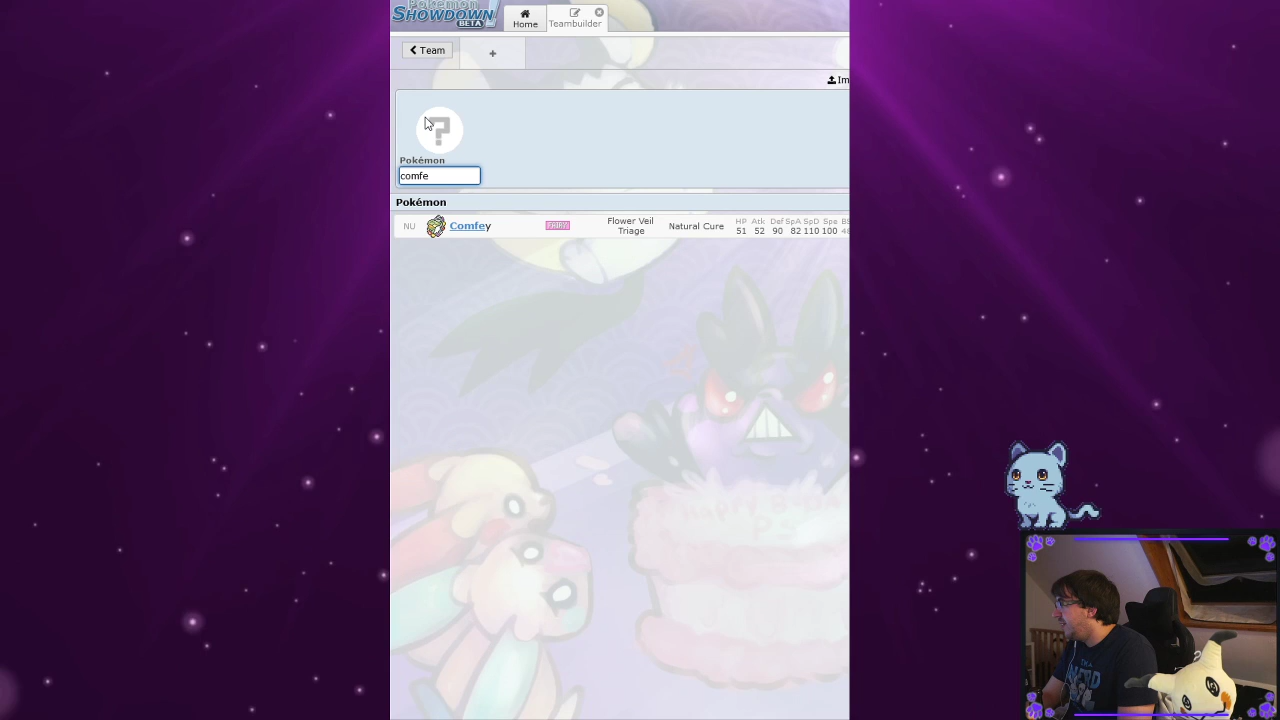 Pokémon
SHOWDOWN
BETA
Home
Teambuilder
Team
+
Im
?
Pokémon
comfe
Pokémon
NU Comfey FAIRY Flower Veil Triage Natural Cure HP 51 Atk 52 Def 90 SpA 82 SpD 110 Spe 100